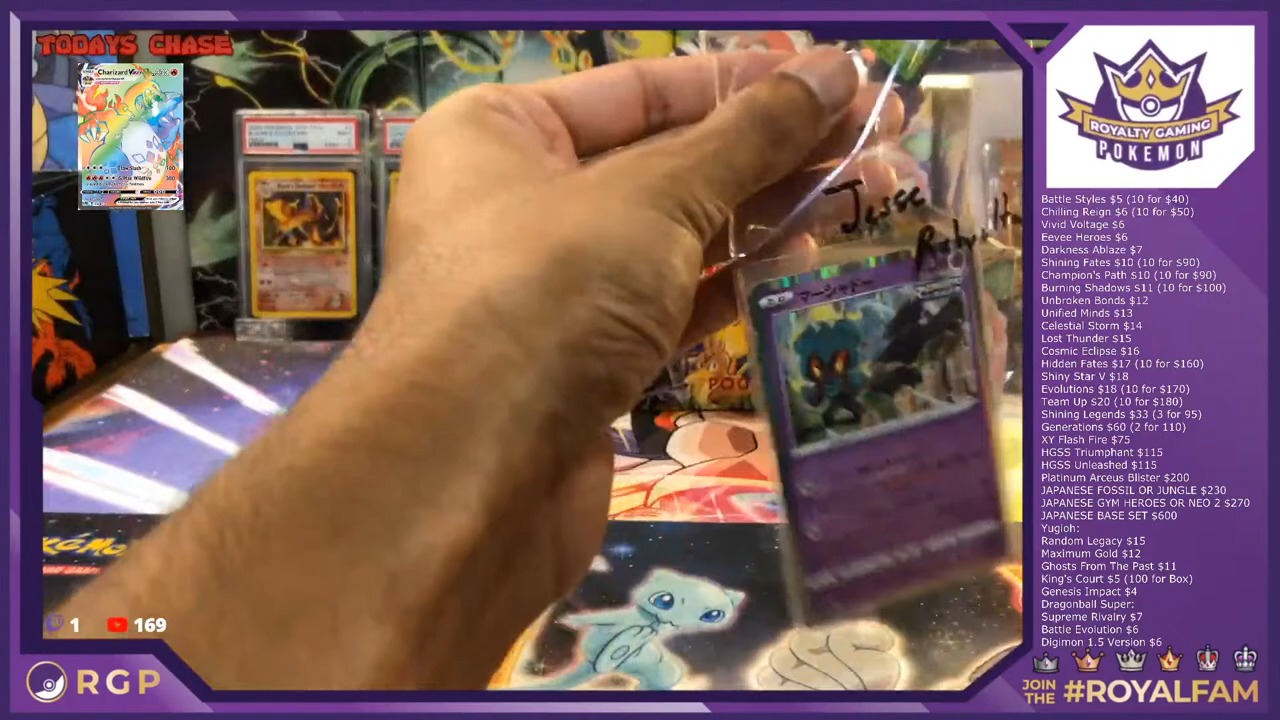 TODAYS CHASE
Charizard VMAX
Claw Slash 100
G-Max Wildfire 300
Jesse
マーシャドー
POO
1
169
RGP
ROYALTY GAMING
POKEMON
Battle Styles $5 (10 for $40)
Chilling Reign $6 (10 for $50)
Vivid Voltage $6
Eevee Heroes $6
Darkness Ablaze $7
Shining Fates $10 (10 for $90)
Champion's Path $10 (10 for $90)
Burning Shadows $11 (10 for $100)
Unbroken Bonds $12
Unified Minds $13
Celestial Storm $14
Lost Thunder $15
Cosmic Eclipse $16
Hidden Fates $17 (10 for $160)
Shiny Star V $18
Evolutions $18 (10 for $170)
Team Up $20 (10 for $180)
Shining Legends $33 (3 for 95)
Generations $60 (2 for 110)
XY Flash Fire $75
HGSS Triumphant $115
HGSS Unleashed $115
Platinum Arceus Blister $200
JAPANESE FOSSIL OR JUNGLE $230
JAPANESE GYM HEROES OR NEO 2 $270
JAPANESE BASE SET $600
Yugioh:
Random Legacy $15
Maximum Gold $12
Ghosts From The Past $11
King's Court $5 (100 for Box)
Genesis Impact $4
Dragonball Super:
Supreme Rivalry $7
Battle Evolution $6
Digimon 1.5 Version $6
JOIN THE #ROYALFAM